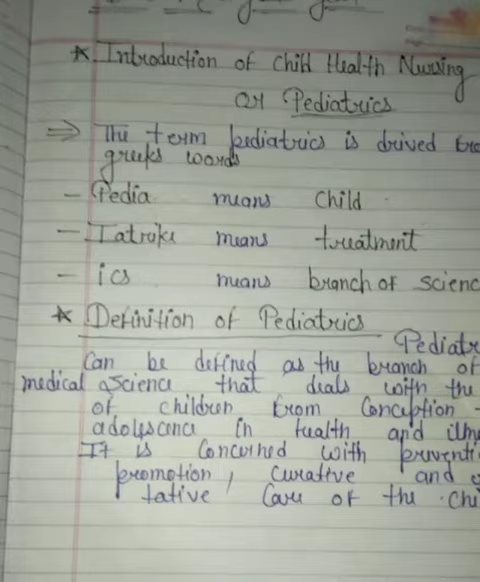 * Introduction of Child Health Nursing
Or Pediatrics
⇒ The term pediatrics is drived
greeks words
- Pedia means Child
- Iatrike means treatment
- ics means branch of scienc
* Definition of Pediatrics
Pediatr
Can be defined as the branch of
medical science that deals with the
of children from Conception -
adolescance in health and illn
It is Concerned with preventi
promotion, curative and
tative Care of the chi